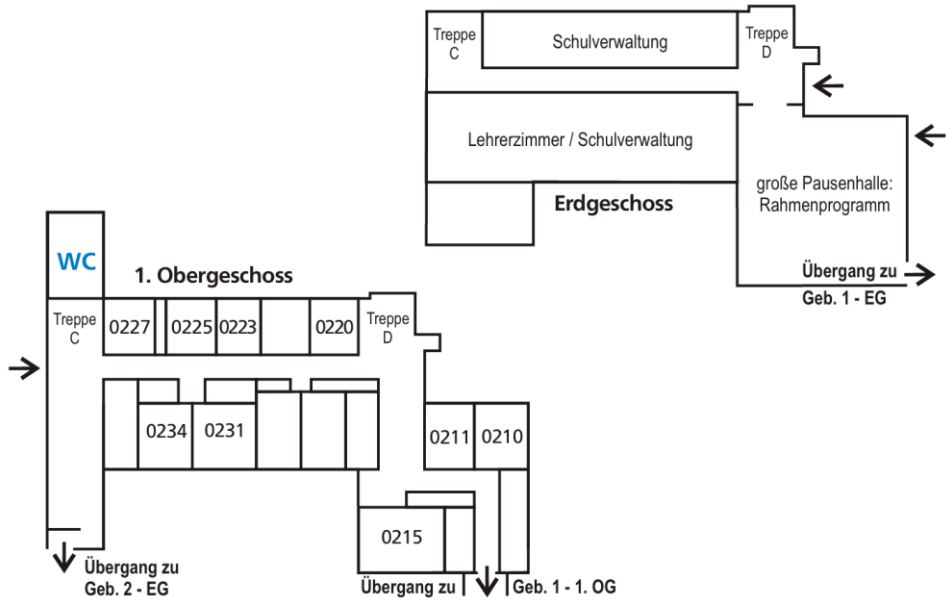 Treppe
C
Schulverwaltung
Treppe
D
Lehrerzimmer / Schulverwaltung
große Pausenhalle:
Rahmenprogramm
Erdgeschoss
Übergang zu
Geb. 1 - EG
WC
1. Obergeschoss
Treppe
C
0227
0225
0223
0220
Treppe
D
0234
0231
0211
0210
0215
Übergang zu
Geb. 2 - EG
Übergang zu
Geb. 1 - 1. OG